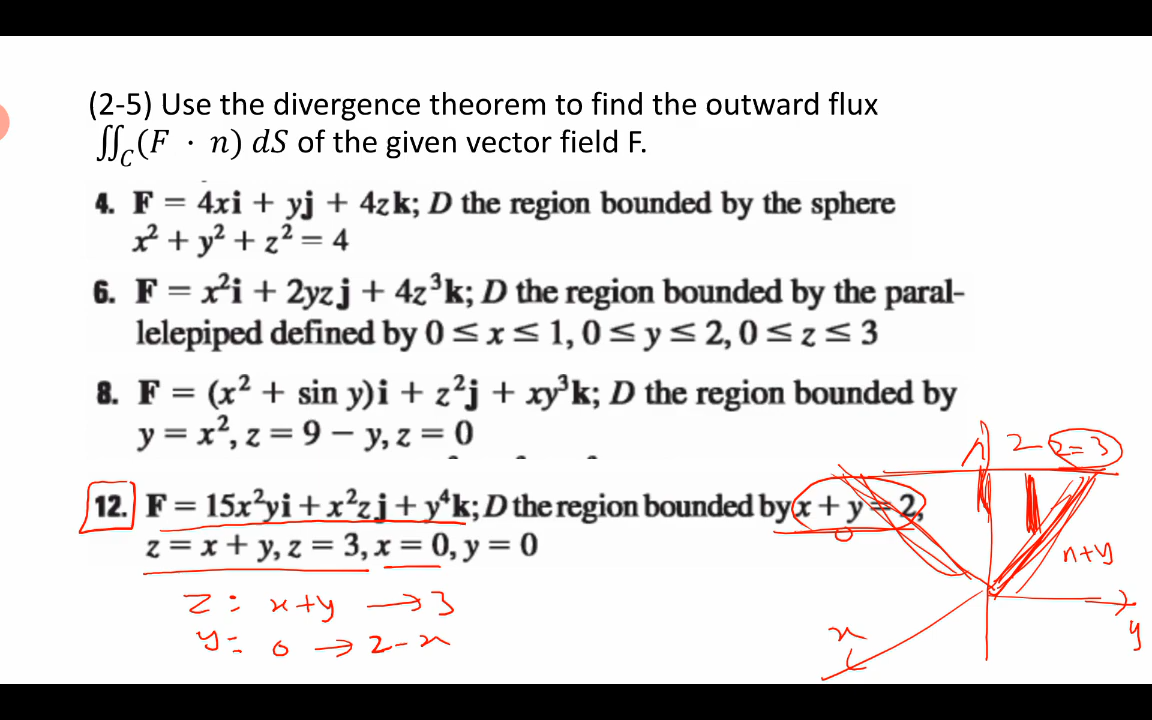 (2-5) Use the divergence theorem to find the outward flux
∬_C (F · n) dS of the given vector field F.
4. F = 4xi + yj + 4zk; D the region bounded by the sphere
x² + y² + z² = 4
6. F = x²i + 2yzj + 4z³k; D the region bounded by the paral-
lelepiped defined by 0 ≤ x ≤ 1, 0 ≤ y ≤ 2, 0 ≤ z ≤ 3
8. F = (x² + sin y)i + z²j + xy³k; D the region bounded by
y = x², z = 9 − y, z = 0
12. F = 15x²yi + x²zj + y⁴k; D the region bounded by x + y = 2,
z = x + y, z = 3, x = 0, y = 0
z = 3
0
x+y
z : x+y → 3
y = 0 → 2-x
x
y